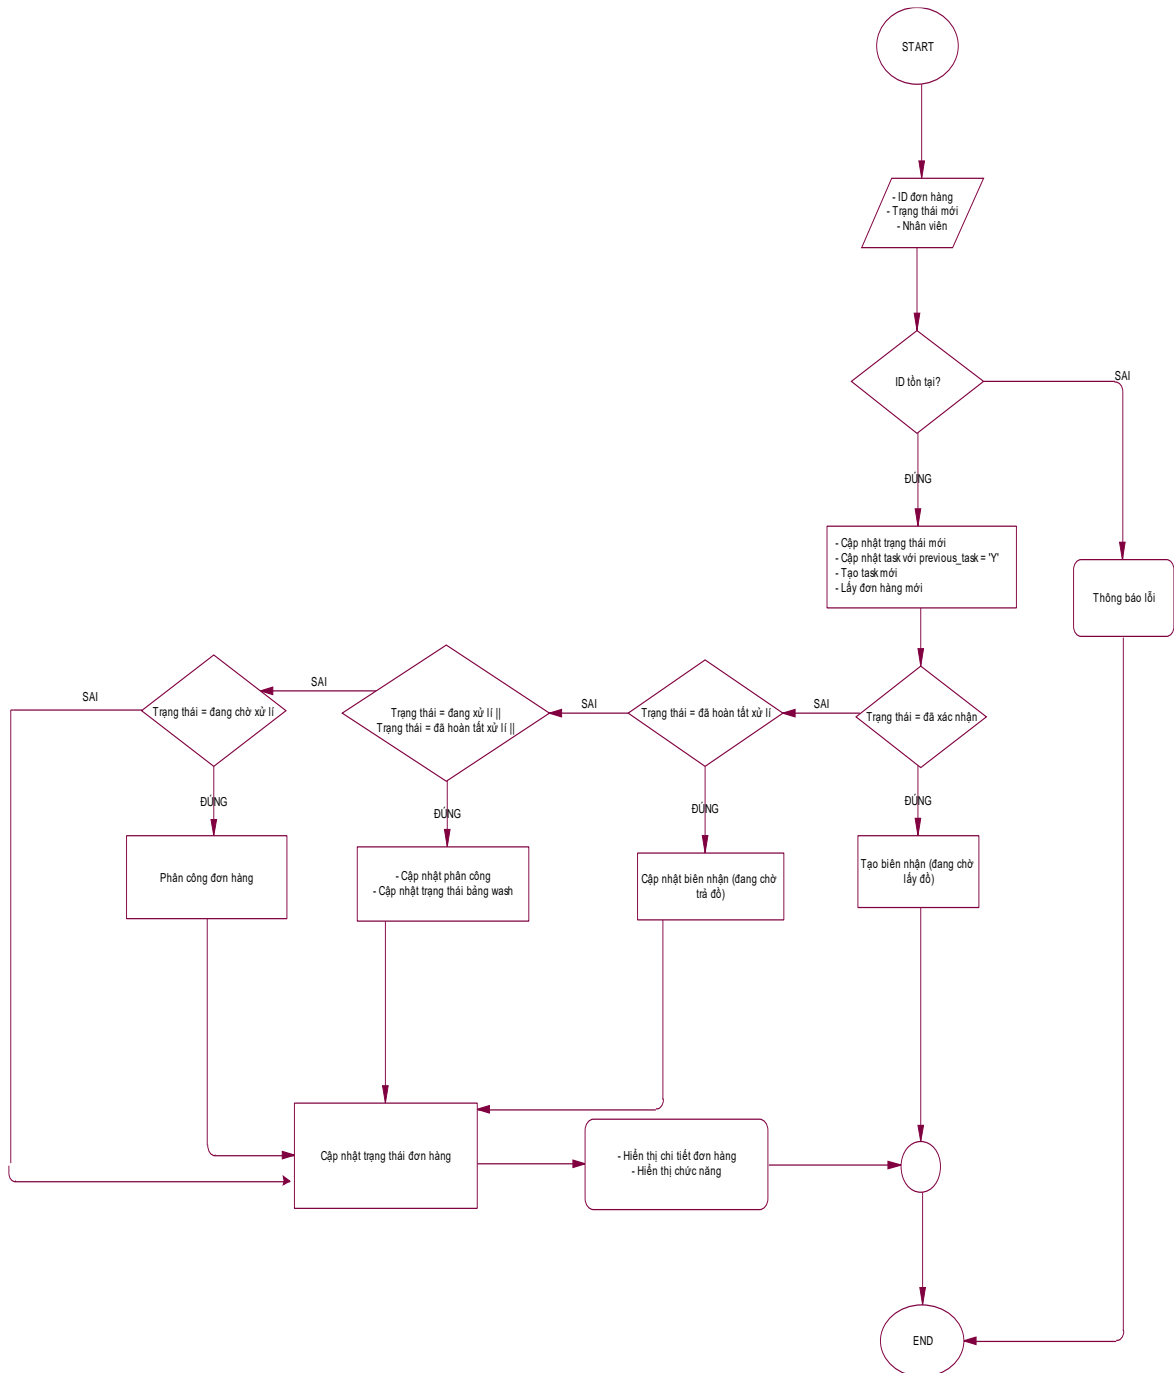 START
- ID đơn hàng
- Trạng thái mới
- Nhân viên
ID tồn tại?
SAI
ĐÚNG
- Cập nhật trạng thái mới
- Cập nhật task với previous_task = 'Y'
- Tạo task mới
- Lấy đơn hàng mới
Thông báo lỗi
SAI
Trạng thái = đang chờ xử lí
SAI
Trạng thái = đang xử lí ||
Trạng thái = đã hoàn tất xử lí ||
SAI
Trạng thái = đã hoàn tất xử lí
SAI
Trạng thái = đã xác nhận
ĐÚNG
ĐÚNG
ĐÚNG
ĐÚNG
Phân công đơn hàng
- Cập nhật phân công
- Cập nhật trạng thái bảng wash
Cập nhật biên nhận (đang chờ
trả đồ)
Tạo biên nhận (đang chờ
lấy đồ)
Cập nhật trạng thái đơn hàng
- Hiển thị chi tiết đơn hàng
- Hiển thị chức năng
END